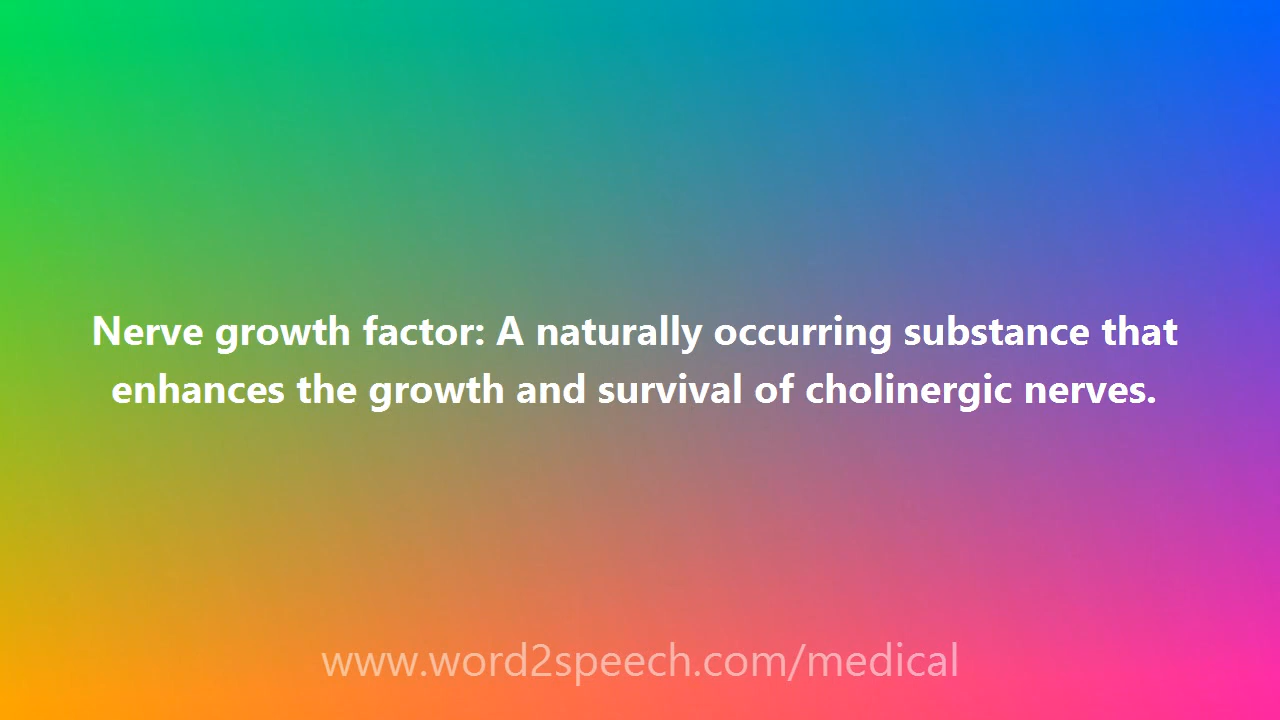 Nerve growth factor: A naturally occurring substance that
enhances the growth and survival of cholinergic nerves.
www.word2speech.com/medical